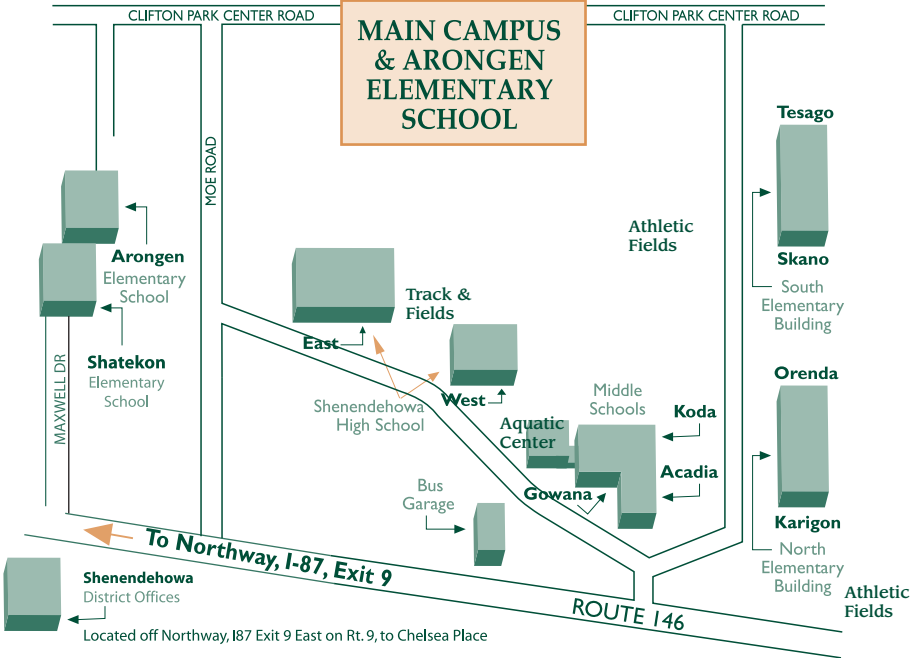 CLIFTON PARK CENTER ROAD
MAIN CAMPUS
& ARONGEN
ELEMENTARY
SCHOOL
CLIFTON PARK CENTER ROAD
MOE ROAD
Tesago
Athletic
Fields
Skano
South
Elementary
Building
Arongen
Elementary
School
Track &
Fields
East
Shatekon
Elementary
School
MAXWELL DR
West
Shenendehowa
High School
Orenda
Middle
Schools
Koda
Aquatic
Center
Acadia
Gowana
Bus
Garage
Karigon
North
Elementary
Building
Athletic
Fields
To Northway, I-87, Exit 9
ROUTE 146
Shenendehowa
District Offices
Located off Northway, I87 Exit 9 East on Rt. 9, to Chelsea Place